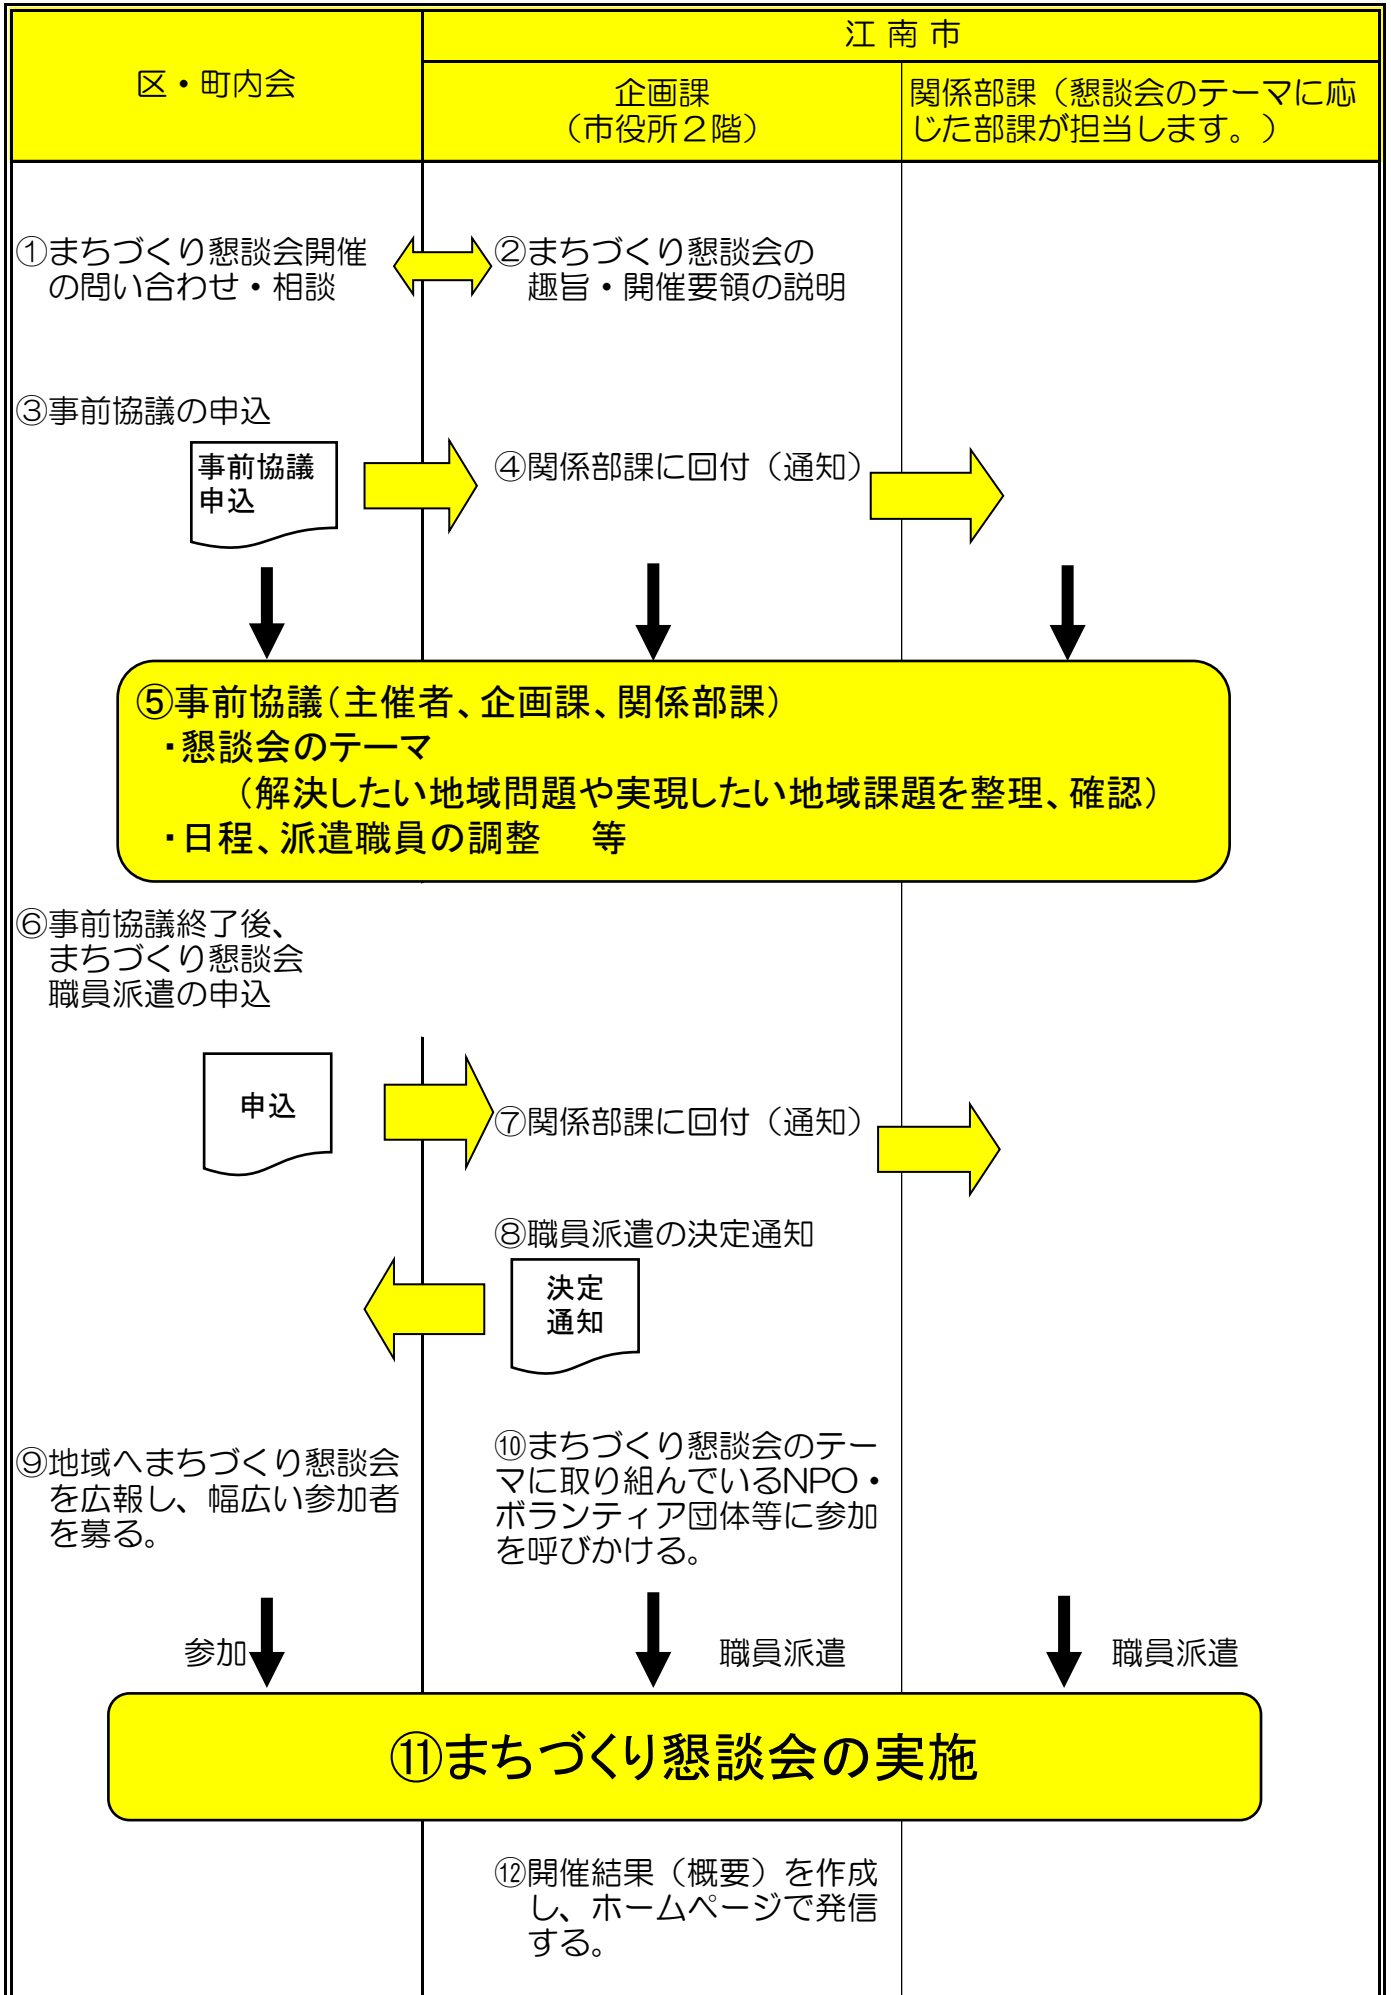 江南市
区・町内会
企画課
（市役所２階）
関係部課（懇談会のテーマに応
じた部課が担当します。）
①まちづくり懇談会開催
の問い合わせ・相談
②まちづくり懇談会の
趣旨・開催要領の説明
③事前協議の申込
事前協議
申込
④関係部課に回付（通知）
⑤事前協議（主催者、企画課、関係部課）
・懇談会のテーマ
（解決したい地域問題や実現したい地域課題を整理、確認）
・日程、派遣職員の調整　等
⑥事前協議終了後、
まちづくり懇談会
職員派遣の申込
申込
⑦関係部課に回付（通知）
⑧職員派遣の決定通知
決定
通知
⑨地域へまちづくり懇談会
を広報し、幅広い参加者
を募る。
⑩まちづくり懇談会のテー
マに取り組んでいるNPO・
ボランティア団体等に参加
を呼びかける。
参加
職員派遣
職員派遣
⑪まちづくり懇談会の実施
⑫開催結果（概要）を作成
し、ホームページで発信
する。